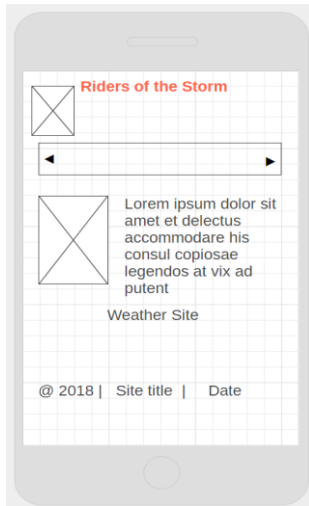 Riders of the Storm
Lorem ipsum dolor sit
amet et delectus
accommodare his
consul copiosae
legendos at vix ad
putent
Weather Site
@ 2018 | Site title | Date